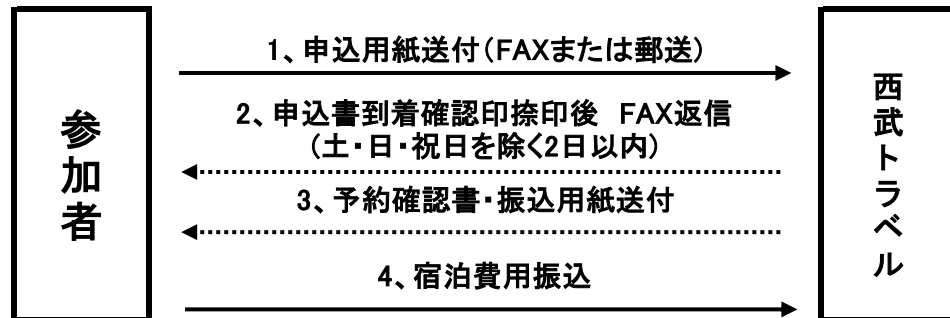 参加者
1、申込用紙送付(FAXまたは郵送)
2、申込書到着確認印捺印後　FAX返信
(土・日・祝日を除く2日以内)
3、予約確認書・振込用紙送付
4、宿泊費用振込
西武トラベル